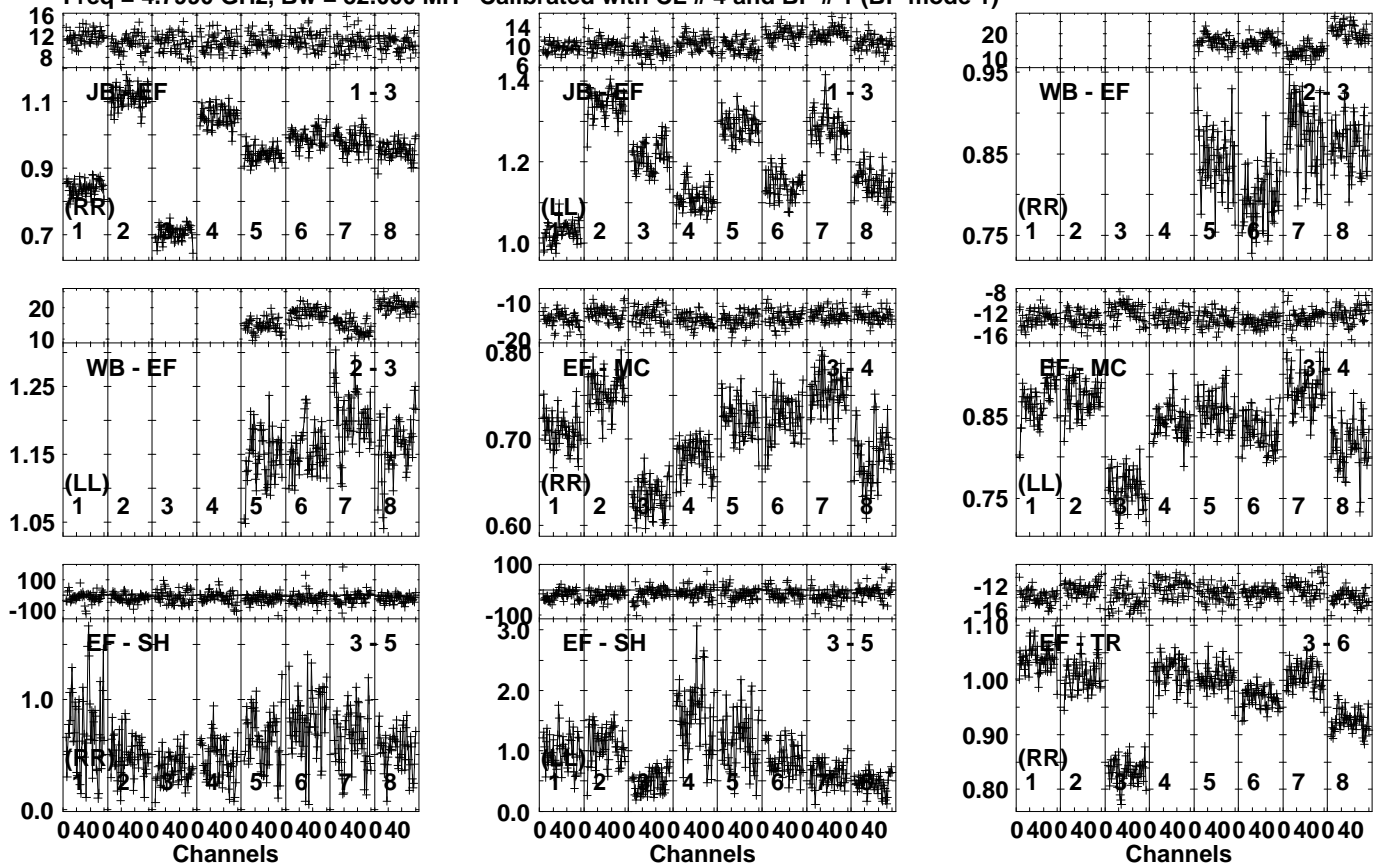 Freq = 4.7990 GHz, Bw = 32.000 MH Calibrated with CL # 4 and BP # 1 (BP mode 1)
16
12
8
1.1
0.9
0.7
JB - EF 1 - 3
(RR)
1 2 3 4 5 6 7 8
14
10
6
1.4
1.2
1.0
JB - EF 1 - 3
(LL)
1 2 3 4 5 6 7 8
20
10
0.95
0.85
0.75
WB - EF 2 - 3
(RR)
1 2 3 4 5 6 7 8
20
10
1.25
1.15
1.05
WB - EF 2 - 3
(LL)
1 2 3 4 5 6 7 8
-10
-20
0.80
0.70
0.60
EF - MC 3 - 4
(RR)
1 2 3 4 5 6 7 8
-8
-12
-16
0.85
0.75
EF - MC 3 - 4
(LL)
1 2 3 4 5 6 7 8
100
-100
1.0
0.0
EF - SH 3 - 5
(RR)
1 2 3 4 5 6 7 8
0 40 0 40 0 40 0 40 0 40 0 40 0 40 0 40
Channels
100
-100
3.0
2.0
1.0
0.0
EF - SH 3 - 5
(LL)
1 2 3 4 5 6 7 8
0 40 0 40 0 40 0 40 0 40 0 40 0 40 0 40
Channels
-12
-16
1.10
1.00
0.90
0.80
EF - TR 3 - 6
(RR)
1 2 3 4 5 6 7 8
0 40 0 40 0 40 0 40 0 40 0 40 0 40 0 40
Channels